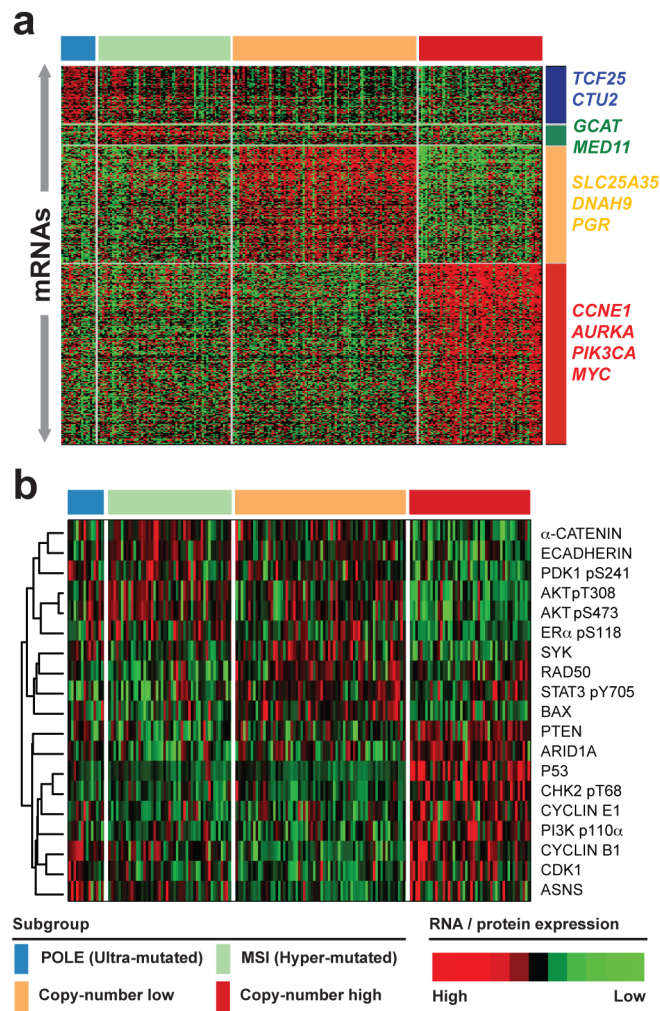 a
mRNAs
TCF25
CTU2
GCAT
MED11
SLC25A35
DNAH9
PGR
CCNE1
AURKA
PIK3CA
MYC
b
α-CATENIN
ECADHERIN
PDK1 pS241
AKTpT308
AKTpS473
ERα pS118
SYK
RAD50
STAT3 pY705
BAX
PTEN
ARID1A
P53
CHK2 pT68
CYCLIN E1
PI3K p110α
CYCLIN B1
CDK1
ASNS
Subgroup
POLE (Ultra-mutated)
MSI (Hyper-mutated)
Copy-number low
Copy-number high
RNA / protein expression
High
Low